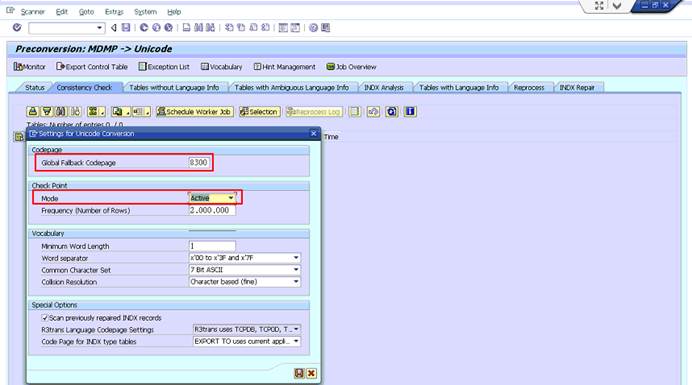 Scanner Edit Goto Extras System Help
Preconversion: MDMP -> Unicode
Monitor Export Control Table Exception List Vocabulary Hint Management Job Overview
Status Consistency Check Tables without Language Info Tables with Ambiguous Language Info INDX Analysis Tables with Language Info Reprocess INDX Repair
Schedule Worker Job Selection Reprocess Log
Tables: Number of entries 0 / 0
Time
Settings for Unicode Conversion
Codepage
Global Fallback Codepage 8300
Check Point
Mode Active
Frequency (Number of Rows) 2.000.000
Vocabulary
Minimum Word Length 1
Word separator x'00 to x'3F and x'7F
Common Character Set 7 Bit ASCII
Collision Resolution Character based (fine)
Special Options
Scan previously repaired INDX records
R3trans Language Codepage Settings R3trans uses TCPDB, TCP0D, T...
Code Page for INDX type tables EXPORT TO uses current appli...